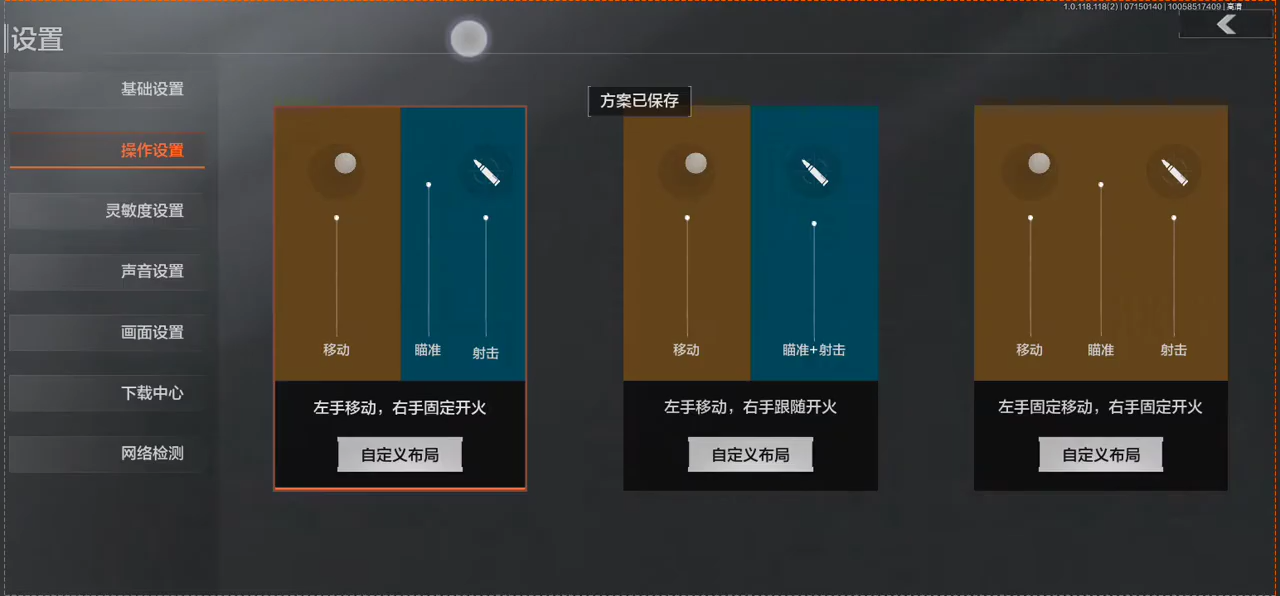 1.0.118.118(2) | 07150140 | 10058517409 | 高清
设置
基础设置
操作设置
灵敏度设置
声音设置
画面设置
下载中心
网络检测
方案已保存
移动
瞄准
射击
左手移动，右手固定开火
自定义布局
移动
瞄准+射击
左手移动，右手跟随开火
自定义布局
移动
瞄准
射击
左手固定移动，右手固定开火
自定义布局